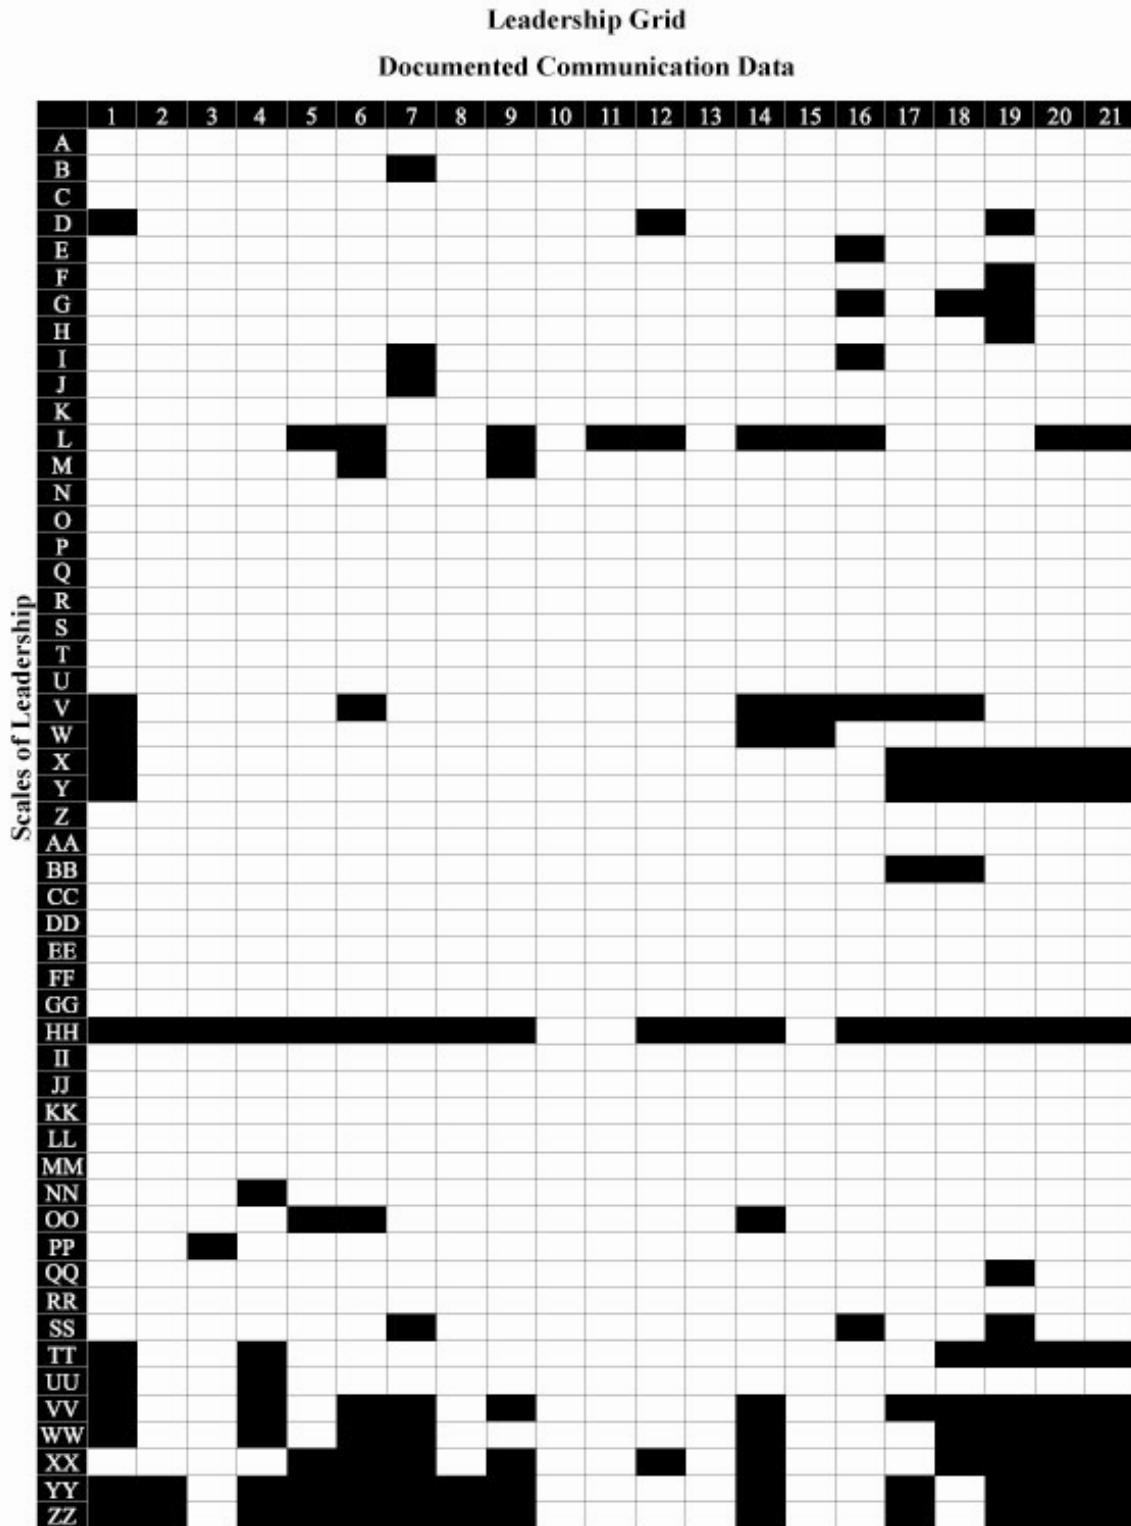 Leadership Grid
Documented Communication Data
1 2 3 4 5 6 7 8 9 10 11 12 13 14 15 16 17 18 19 20 21
Scales of Leadership
A
B
C
D
E
F
G
H
I
J
K
L
M
N
O
P
Q
R
S
T
U
V
W
X
Y
Z
AA
BB
CC
DD
EE
FF
GG
HH
II
JJ
KK
LL
MM
NN
OO
PP
QQ
RR
SS
TT
UU
VV
WW
XX
YY
ZZ